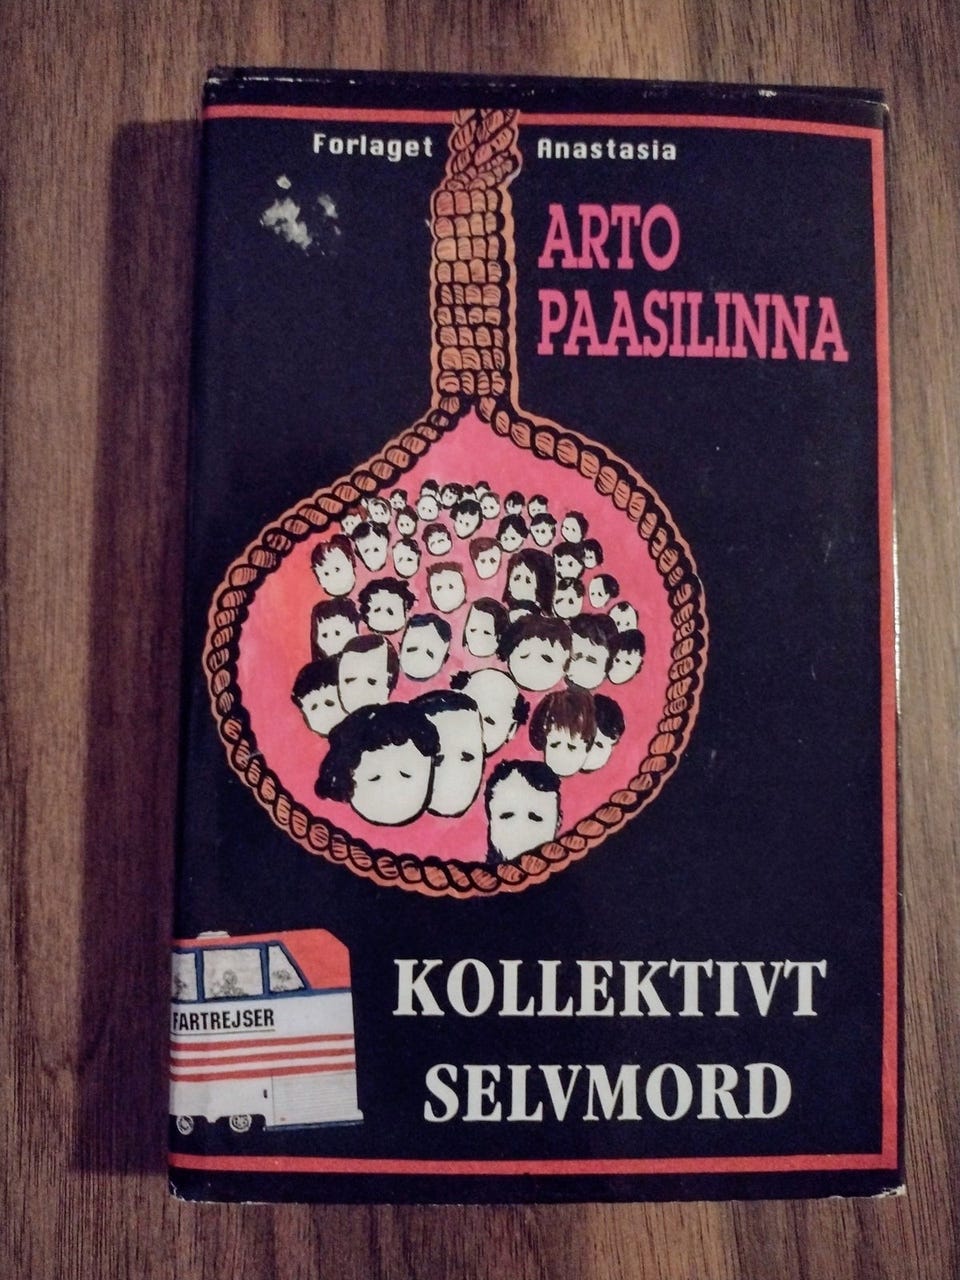 Forlaget Anastasia
ARTO
PAASILINNA
FARTREJSER
KOLLEKTIVT
SELVMORD